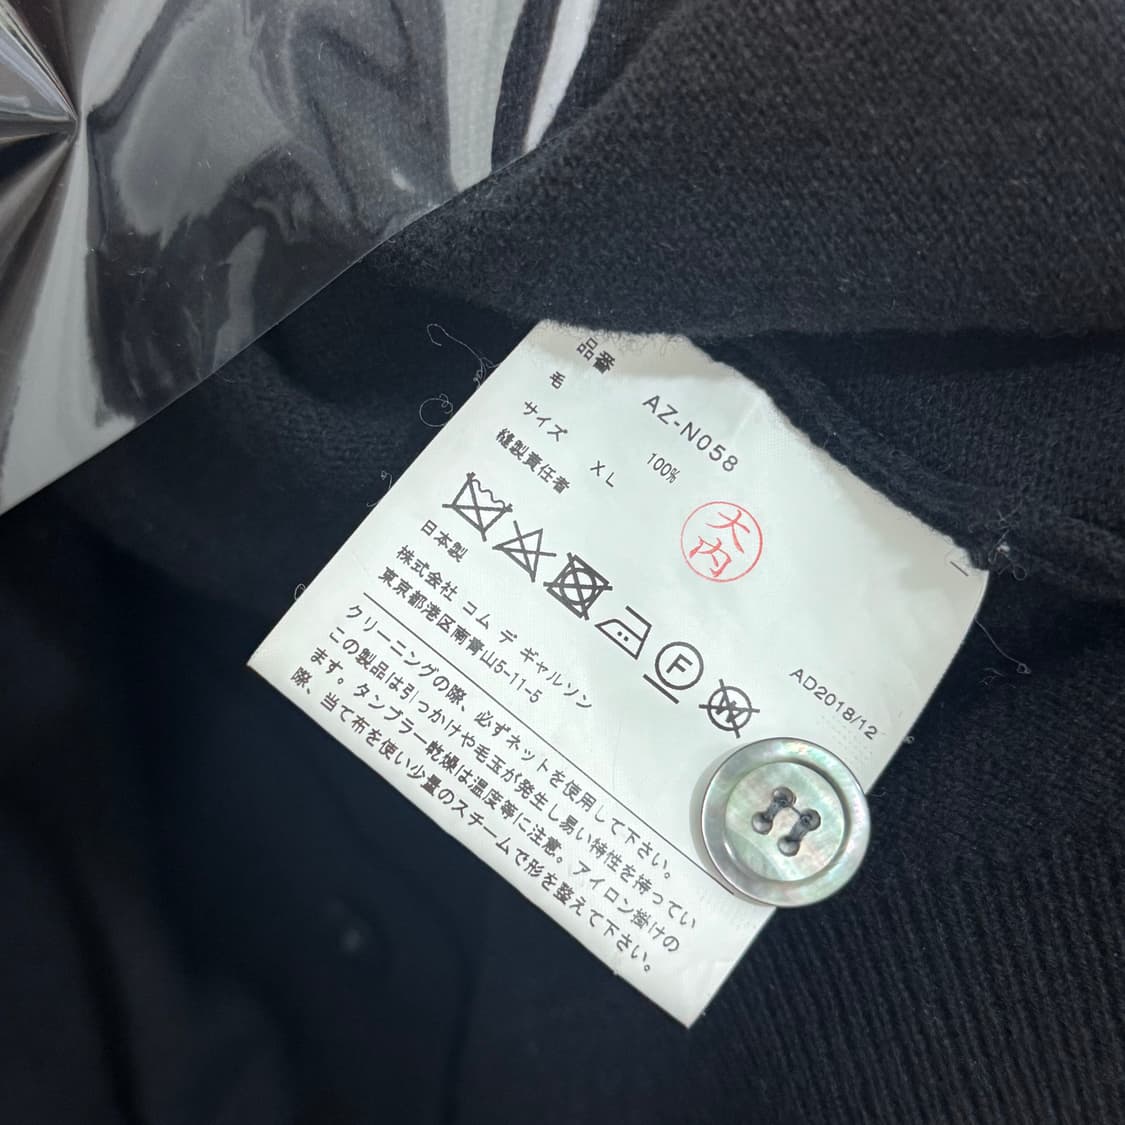 品番 AZ-N058
毛 100%
サイズ XL
縫製責任者 大内
F
W
日本製
株式会社 コム デ ギャルソン
東京都港区南青山5-11-5
AD2018/12
クリーニングの際、必ずネットを使用して下さい。
この製品は引っかけや毛玉が発生し易い特性を持ってい
ます。タンブラー乾燥は温度等に注意。アイロン掛けの
際、当て布を使い少量のスチームで形を整えて下さい。